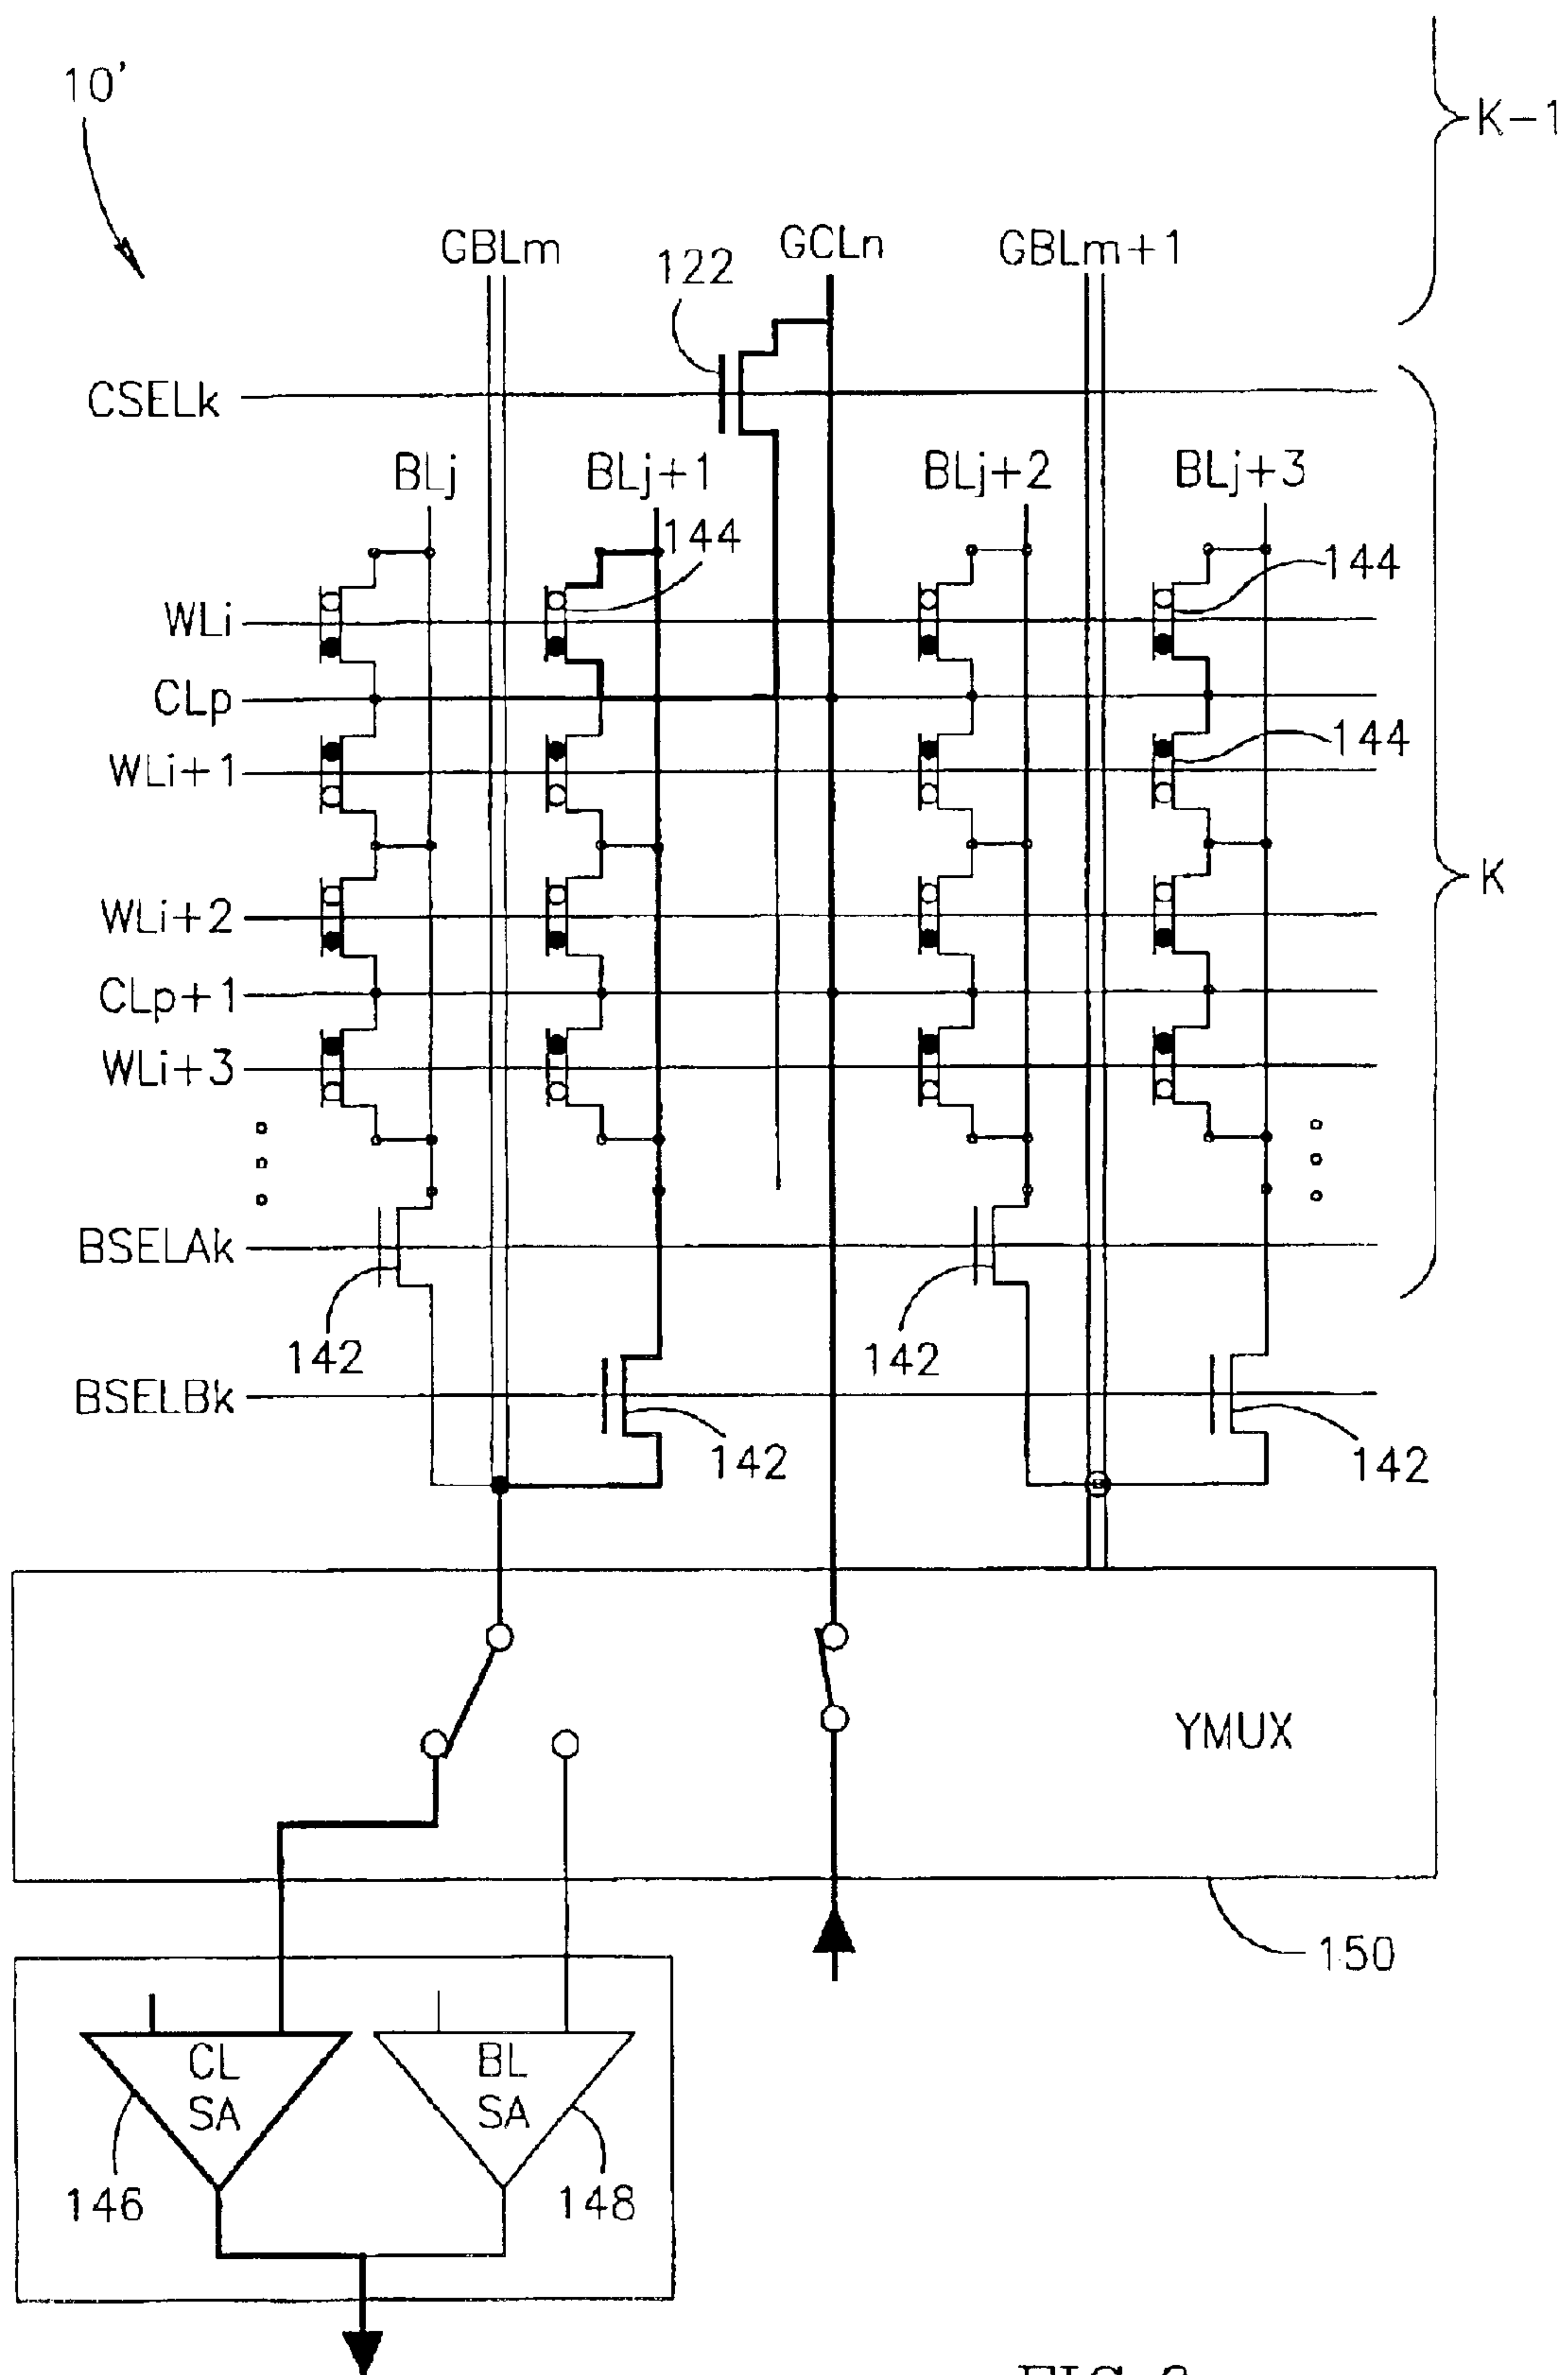 10'
K-1
GBLm
GCLn
GBLm+1
122
CSELk
BLj
BLj+1
BLj+2
BLj+3
144
144
WLi
CLp
144
WLi+1
K
WLi+2
CLp+1
WLi+3
BSELAk
142
142
BSELBk
142
142
YMUX
150
CL
SA
BL
SA
146
148